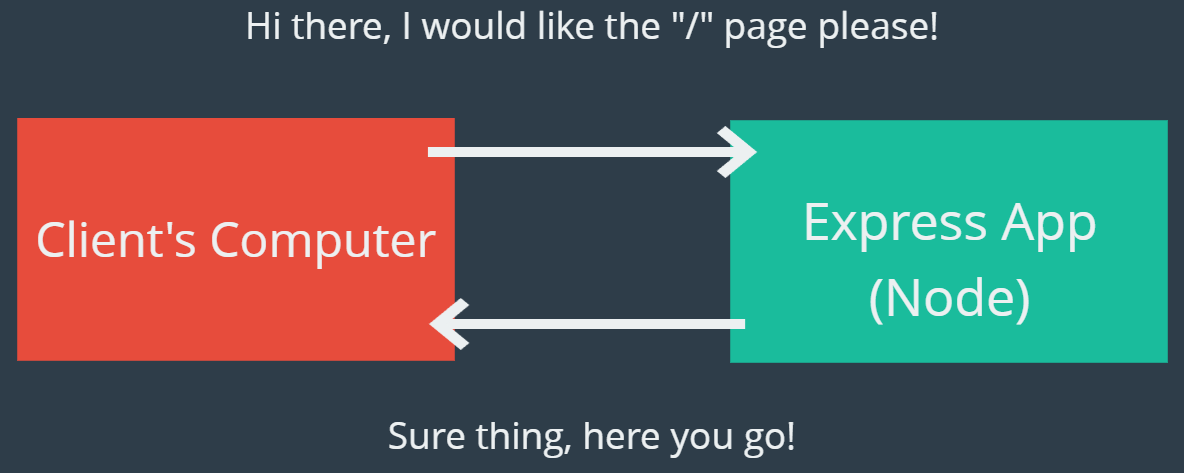 Hi there, I would like the "/" page please!
Client's Computer
Express App
(Node)
Sure thing, here you go!